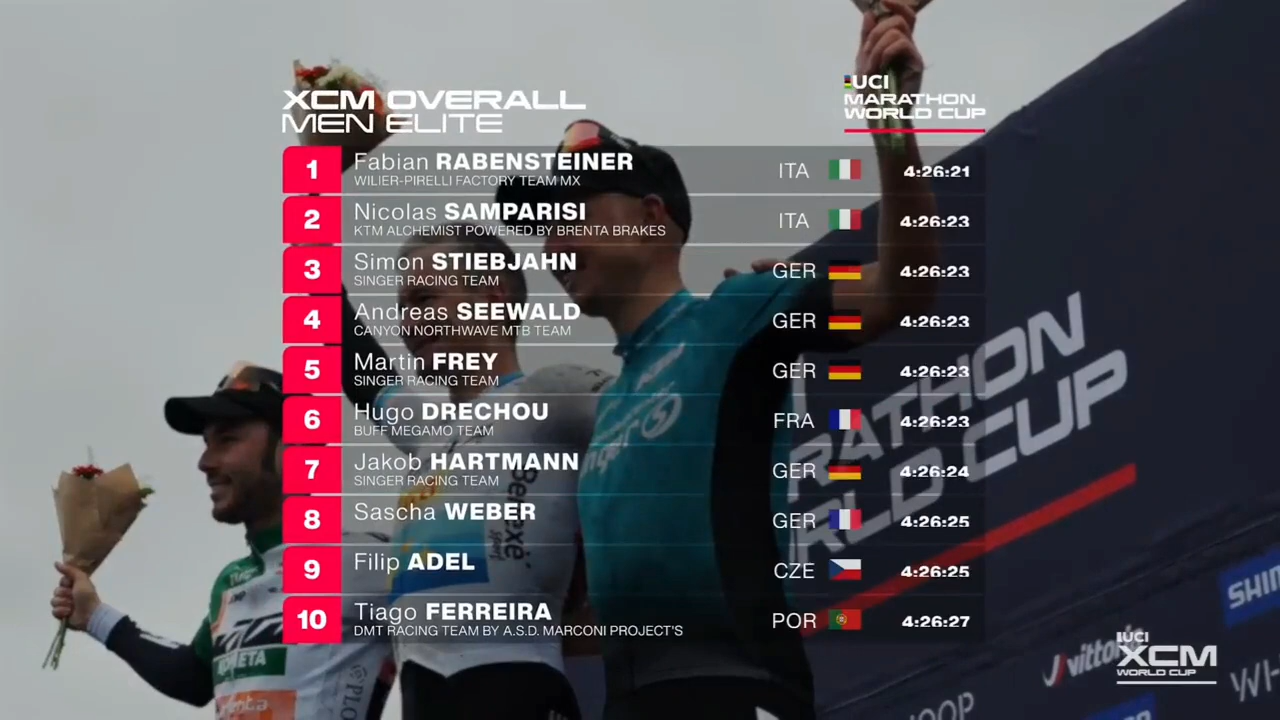 XCM OVERALL
MEN ELITE
UCI
MARATHON
WORLD CUP
1 Fabian RABENSTEINER ITA 4:26:21
WILIER-PIRELLI FACTORY TEAM MX
2 Nicolas SAMPARISI ITA 4:26:23
KTM ALCHEMIST POWERED BY BRENTA BRAKES
3 Simon STIEBJAHN GER 4:26:23
SINGER RACING TEAM
4 Andreas SEEWALD GER 4:26:23
CANYON NORTHWAVE MTB TEAM
5 Martin FREY GER 4:26:23
SINGER RACING TEAM
6 Hugo DRECHOU FRA 4:26:23
BUFF MEGAMO TEAM
7 Jakob HARTMANN GER 4:26:24
SINGER RACING TEAM
8 Sascha WEBER GER 4:26:25
9 Filip ADEL CZE 4:26:25
10 Tiago FERREIRA POR 4:26:27
DMT RACING TEAM BY A.S.D. MARCONI PROJECT'S
RATHON
RLD CUP
SHIM
vittoria
UCI
XCM
WORLD CUP